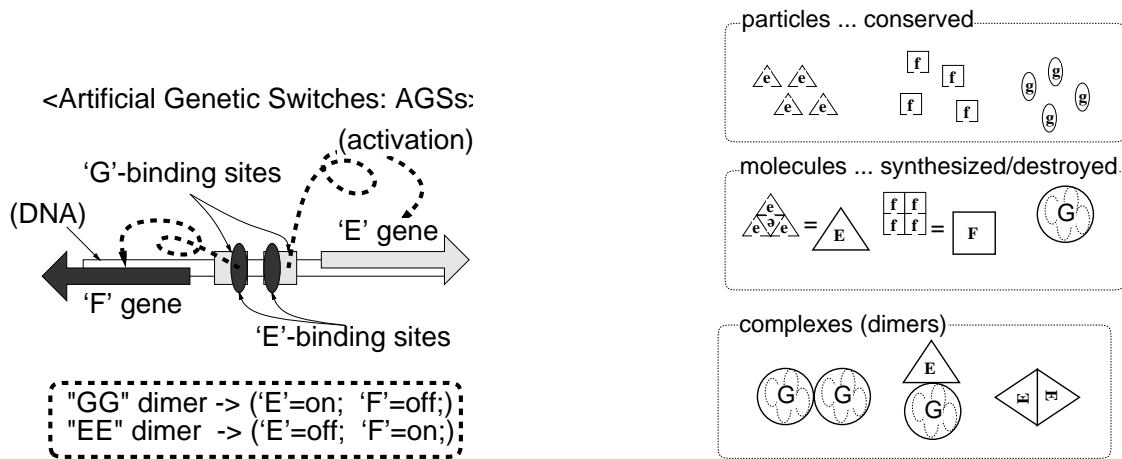 <Artificial Genetic Switches: AGSs>
(activation)
'G'-binding sites
(DNA)
'E' gene
'F' gene
'E'-binding sites
"GG" dimer -> ('E'=on; 'F'=off;)
"EE" dimer -> ('E'=off; 'F'=on;)
particles ... conserved
e e
e e
f
f
f
f
g
g
g
g
molecules ... synthesized/destroyed
e
e e e
= E
f f
f f
= F
G
complexes (dimers)
G G
E
G
E E